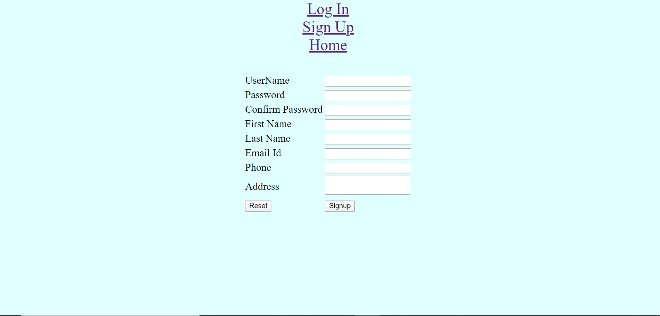 Log In
Sign Up
Home
UserName
Password
Confirm Password
First Name
Last Name
Email Id
Phone
Address
Reset Signup